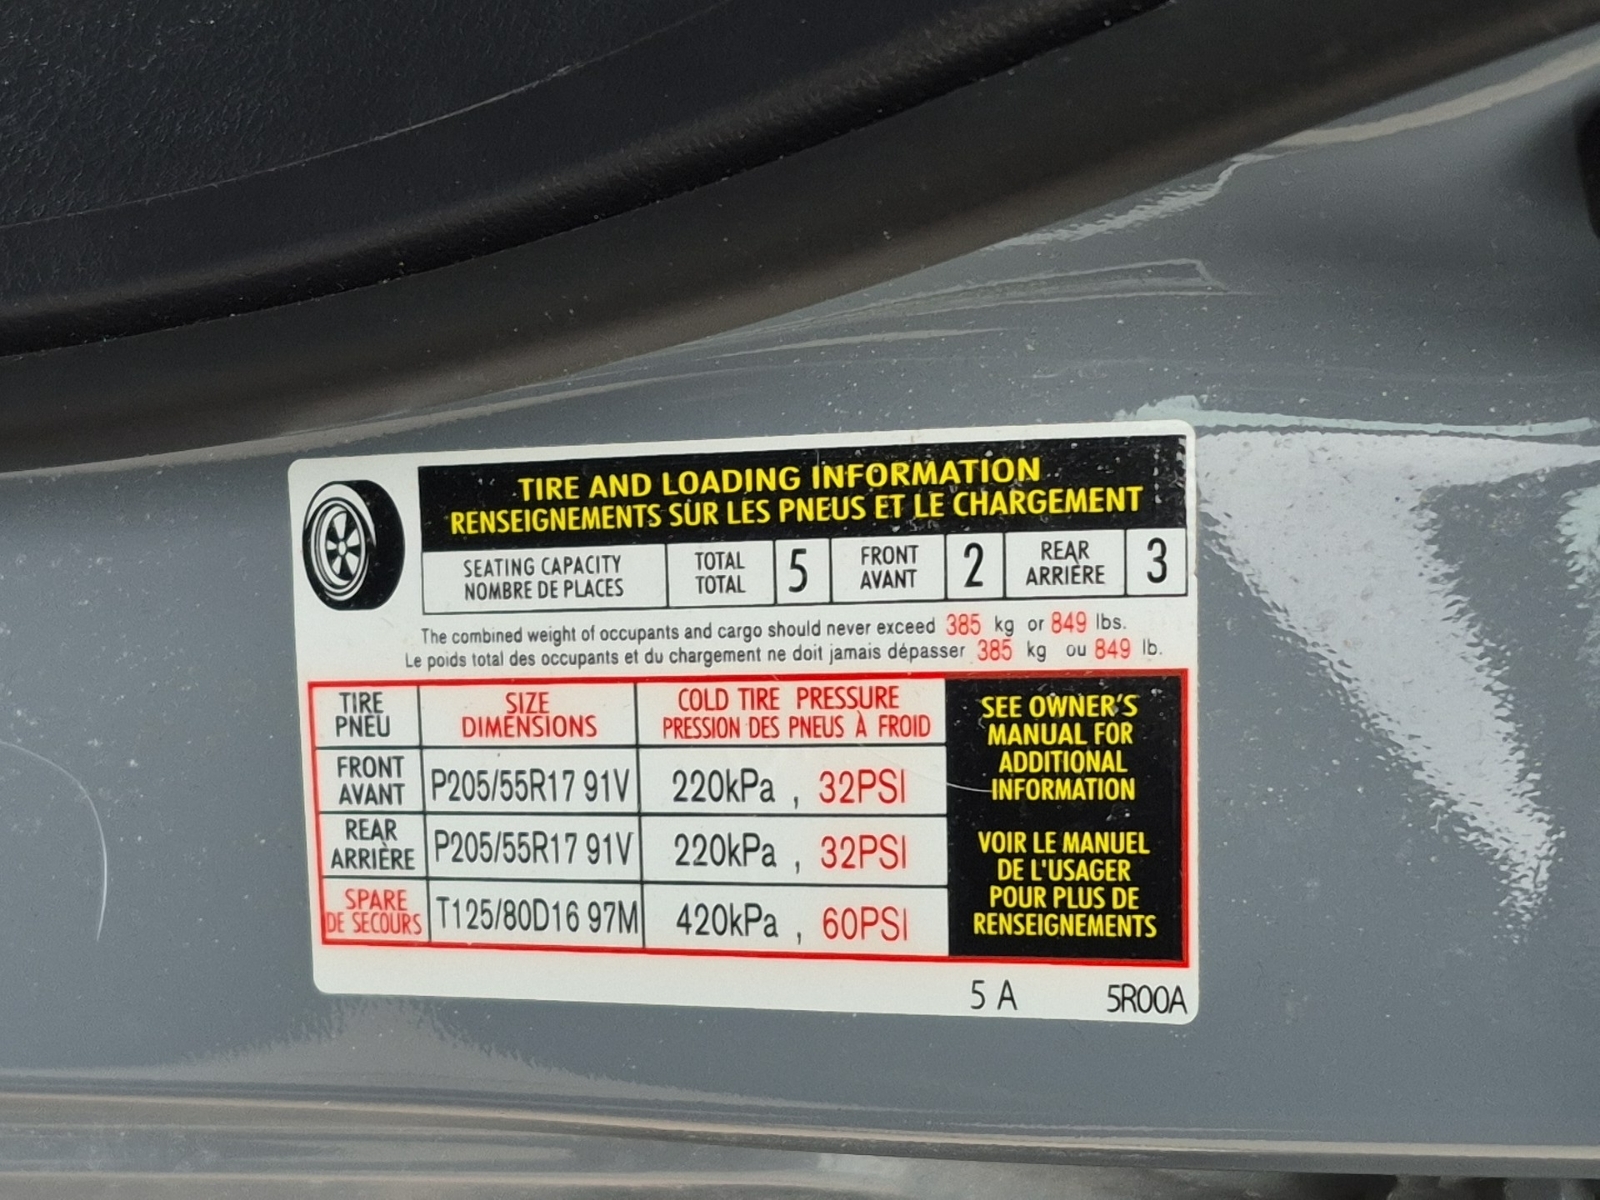 TIRE AND LOADING INFORMATION
RENSEIGNEMENTS SUR LES PNEUS ET LE CHARGEMENT
SEATING CAPACITY TOTAL 5 FRONT 2 REAR 3
NOMBRE DE PLACES TOTAL AVANT ARRIÈRE
The combined weight of occupants and cargo should never exceed 385 kg or 849 lbs.
Le poids total des occupants et du chargement ne doit jamais dépasser 385 kg ou 849 lb.
TIRE SIZE COLD TIRE PRESSURE
PNEU DIMENSIONS PRESSION DES PNEUS À FROID
FRONT
AVANT P205/55R17 91V 220kPa , 32PSI
REAR
ARRIÈRE P205/55R17 91V 220kPa , 32PSI
SPARE
DE SECOURS T125/80D16 97M 420kPa , 60PSI
SEE OWNER'S
MANUAL FOR
ADDITIONAL
INFORMATION
VOIR LE MANUEL
DE L'USAGER
POUR PLUS DE
RENSEIGNEMENTS
5 A 5R00A